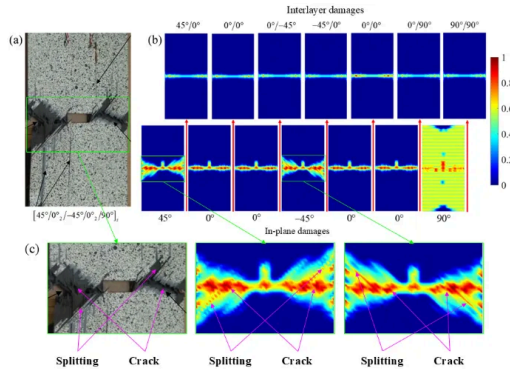 Interlayer damages
(a)
(b)
45°/0° 0°/0° 0°/−45° −45°/0° 0°/0° 0°/90° 90°/90°
1
0.8
0.6
0.4
0.2
0
45° 0° 0° −45° 0° 0° 90°
In-plane damages
[45°/0°₂/−45°/0°₂/90°]ₛ
(c)
Splitting Crack Splitting Crack Splitting Crack